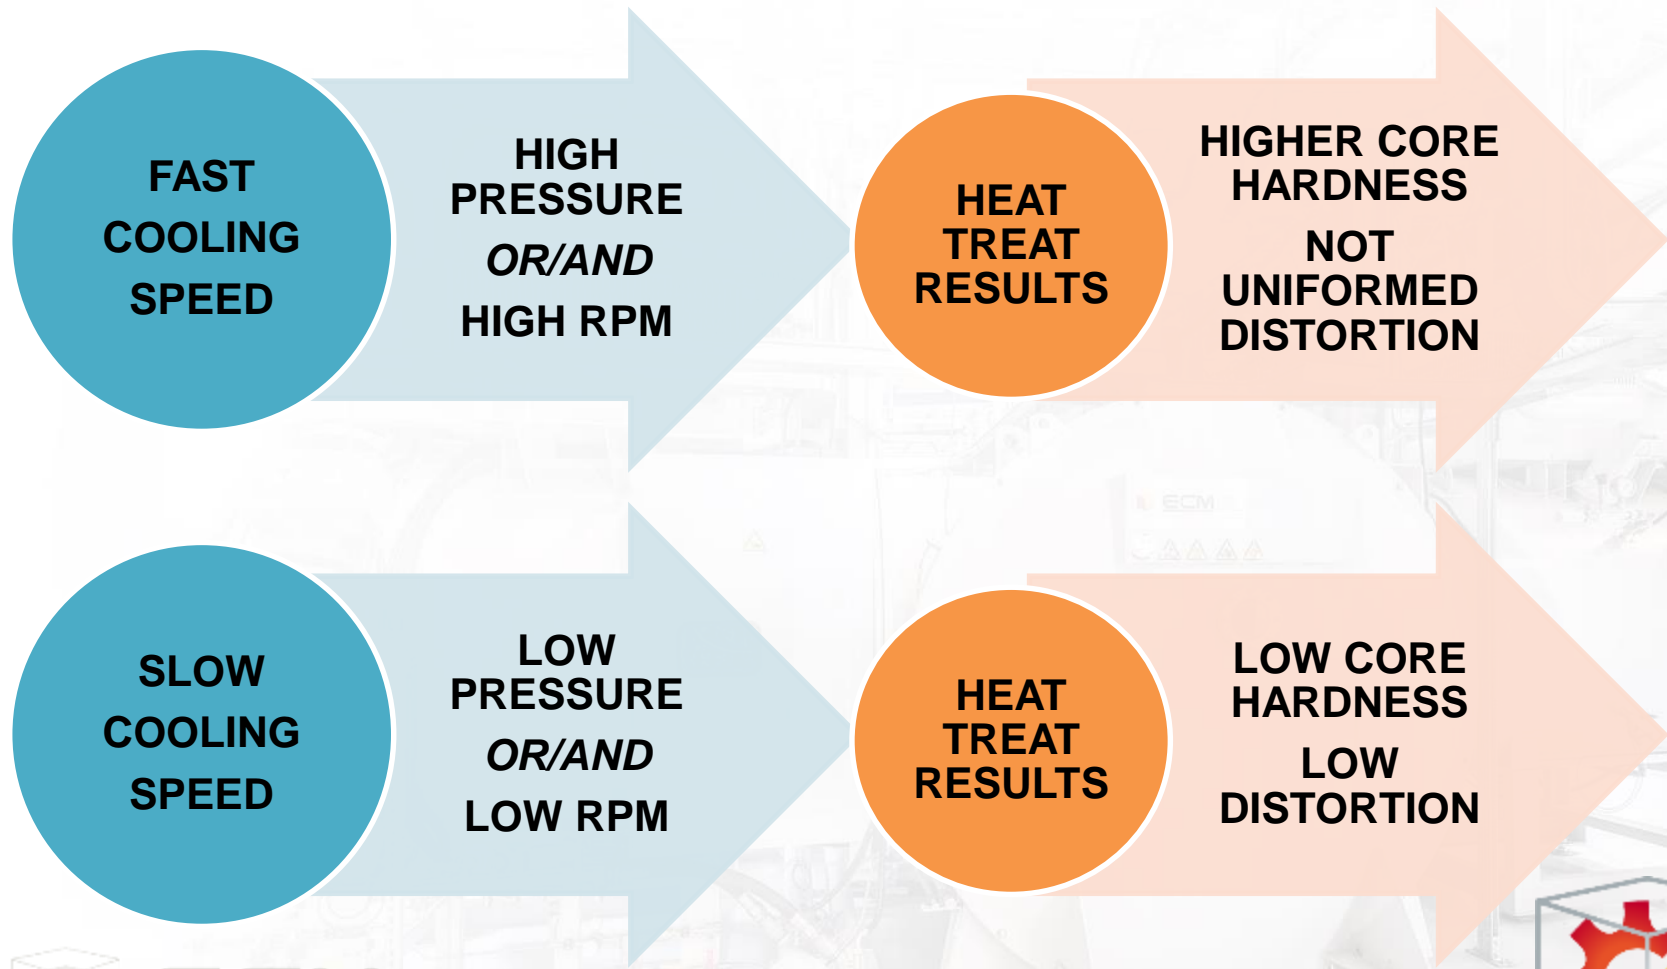 FAST
COOLING
SPEED
HIGH
PRESSURE
OR/AND
HIGH RPM
HEAT
TREAT
RESULTS
HIGHER CORE
HARDNESS
NOT
UNIFORMED
DISTORTION
ECM
SLOW
COOLING
SPEED
LOW
PRESSURE
OR/AND
LOW RPM
HEAT
TREAT
RESULTS
LOW CORE
HARDNESS
LOW
DISTORTION